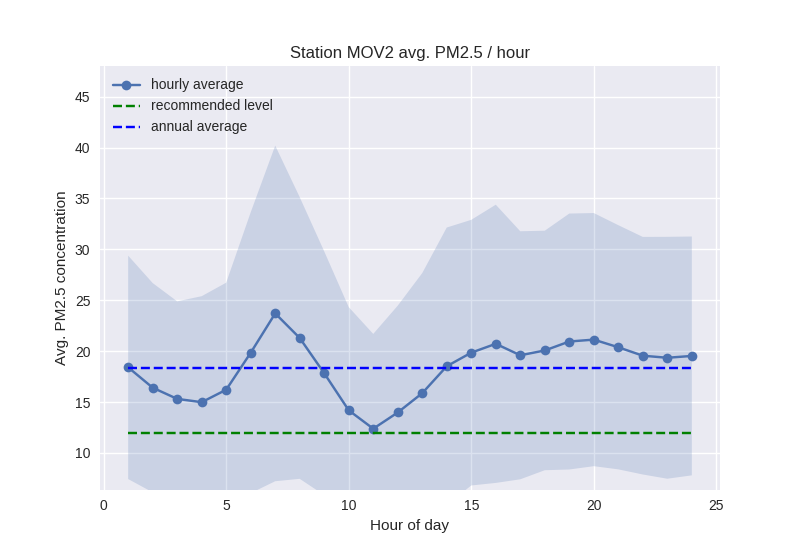 Station MOV2 avg. PM2.5 / hour
hourly average
recommended level
annual average
Avg. PM2.5 concentration
45
40
35
30
25
20
15
10
0 5 10 15 20 25
Hour of day